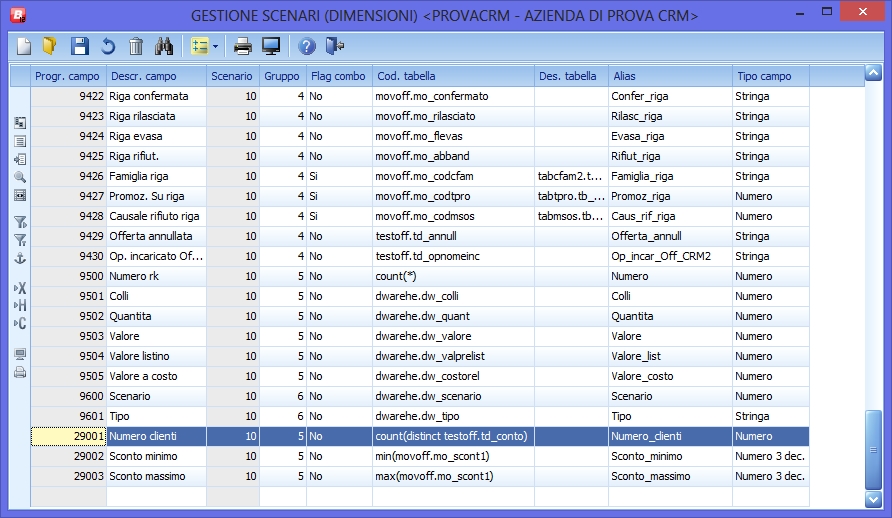 GESTIONE SCENARI (DIMENSIONI) <PROVACRM - AZIENDA DI PROVA CRM>
Progr. campo Descr. campo Scenario Gruppo Flag combo Cod. tabella Des. tabella Alias Tipo campo
9422 Riga confermata 10 4 No movoff.mo_confermato Confer_riga Stringa
9423 Riga rilasciata 10 4 No movoff.mo_rilasciato Rilasc_riga Stringa
9424 Riga evasa 10 4 No movoff.mo_flevas Evasa_riga Stringa
9425 Riga rifiut. 10 4 No movoff.mo_abband Rifiut_riga Stringa
9426 Famiglia riga 10 4 Si movoff.mo_codcfam tabcfam2.t... Famiglia_riga Stringa
9427 Promoz. Su riga 10 4 Si movoff.mo_codtpro tabtpro.tb_... Promoz_riga Numero
9428 Causale rifiuto riga 10 4 Si movoff.mo_codmsos tabmsos.tb... Caus_rif_riga Numero
9429 Offerta annullata 10 4 No testoff.td_annull Offerta_annull Stringa
9430 Op. incaricato Of... 10 4 No testoff.td_opnomeinc Op_incar_Off_CRM2 Stringa
9500 Numero rk 10 5 No count(*) Numero Numero
9501 Colli 10 5 No dwarehe.dw_colli Colli Numero
9502 Quantita 10 5 No dwarehe.dw_quant Quantita Numero
9503 Valore 10 5 No dwarehe.dw_valore Valore Numero
9504 Valore listino 10 5 No dwarehe.dw_valprelist Valore_list Numero
9505 Valore a costo 10 5 No dwarehe.dw_costorel Valore_costo Numero
9600 Scenario 10 6 No dwarehe.dw_scenario Scenario Numero
9601 Tipo 10 6 No dwarehe.dw_tipo Tipo Stringa
29001 Numero clienti 10 5 No count(distinct testoff.td_conto) Numero_clienti Numero
29002 Sconto minimo 10 5 No min(movoff.mo_scont1) Sconto_minimo Numero 3 dec.
29003 Sconto massimo 10 5 No max(movoff.mo_scont1) Sconto_massimo Numero 3 dec.